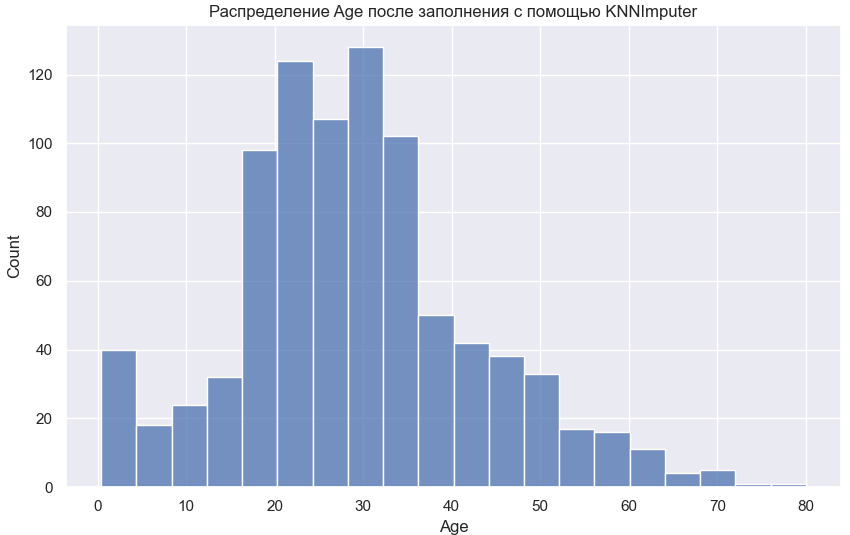 Распределение Age после заполнения с помощью KNNImputer
Count
120
100
80
60
40
20
0
0 10 20 30 40 50 60 70 80
Age